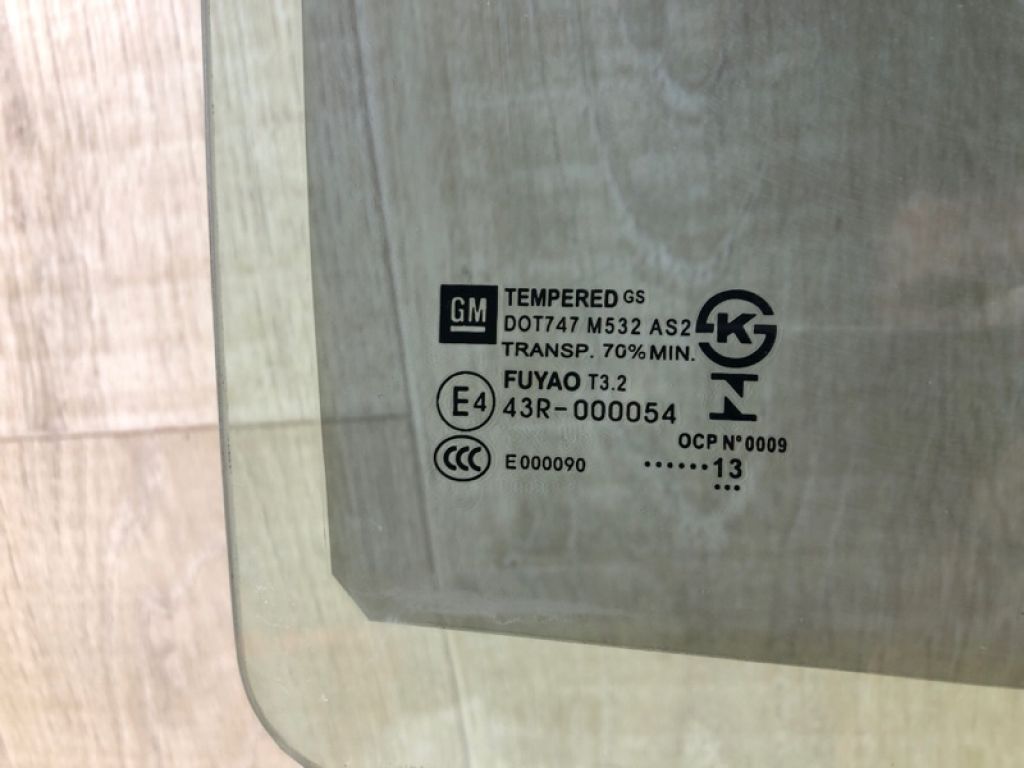 GM
TEMPERED GS
DOT747 M532 AS2
TRANSP. 70% MIN.
K
FUYAO T3.2
E4
43R-000054
OCP Nº 0009
CCC
E000090
......13
...